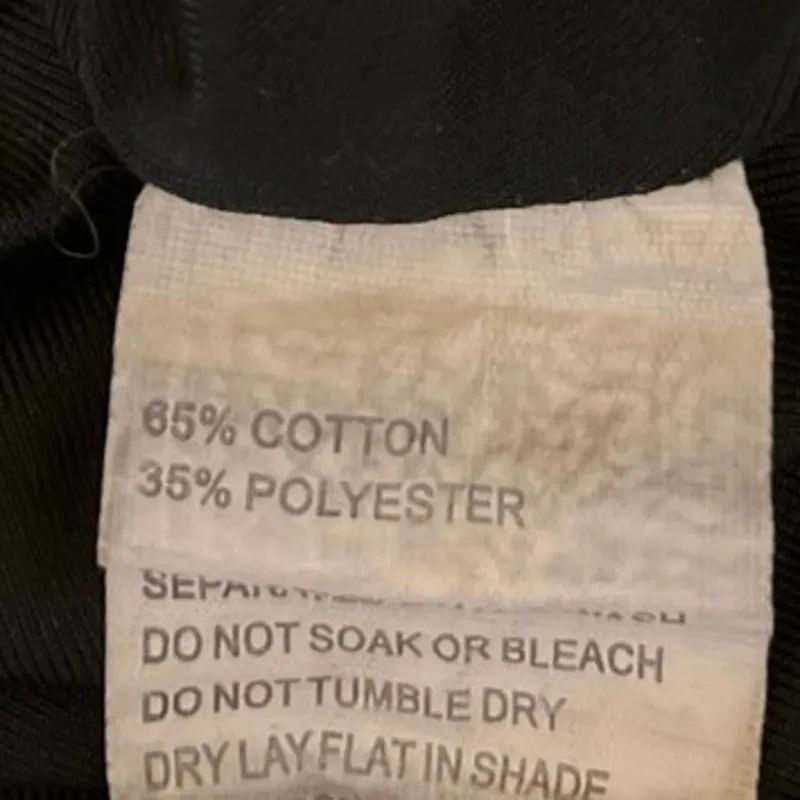 65% COTTON
35% POLYESTER
DO NOT SOAK OR BLEACH
DO NOT TUMBLE DRY
DRY LAY FLAT IN SHADE